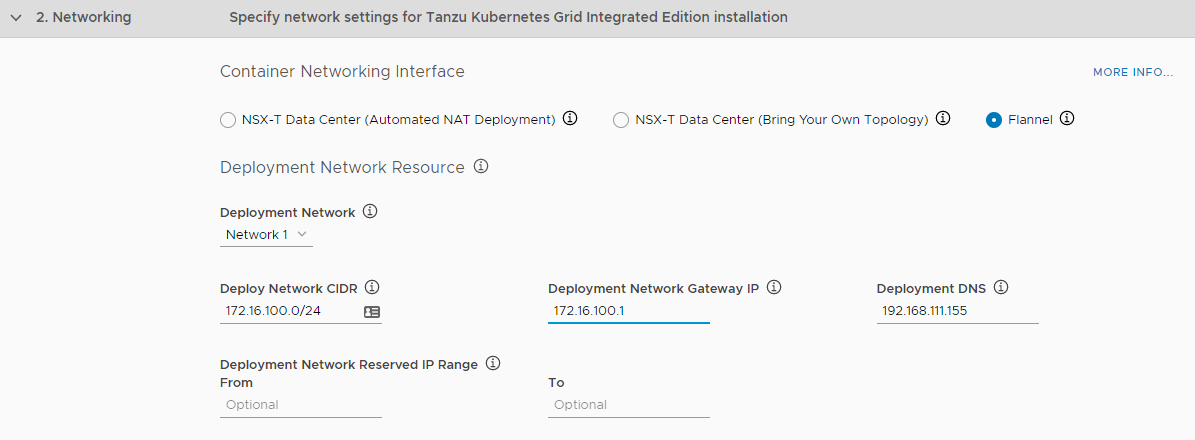 2. Networking Specify network settings for Tanzu Kubernetes Grid Integrated Edition installation
Container Networking Interface MORE INFO...
NSX-T Data Center (Automated NAT Deployment) NSX-T Data Center (Bring Your Own Topology) Flannel
Deployment Network Resource
Deployment Network
Network 1
Deploy Network CIDR Deployment Network Gateway IP Deployment DNS
172.16.100.0/24 172.16.100.1 192.168.111.155
Deployment Network Reserved IP Range
From To
Optional Optional